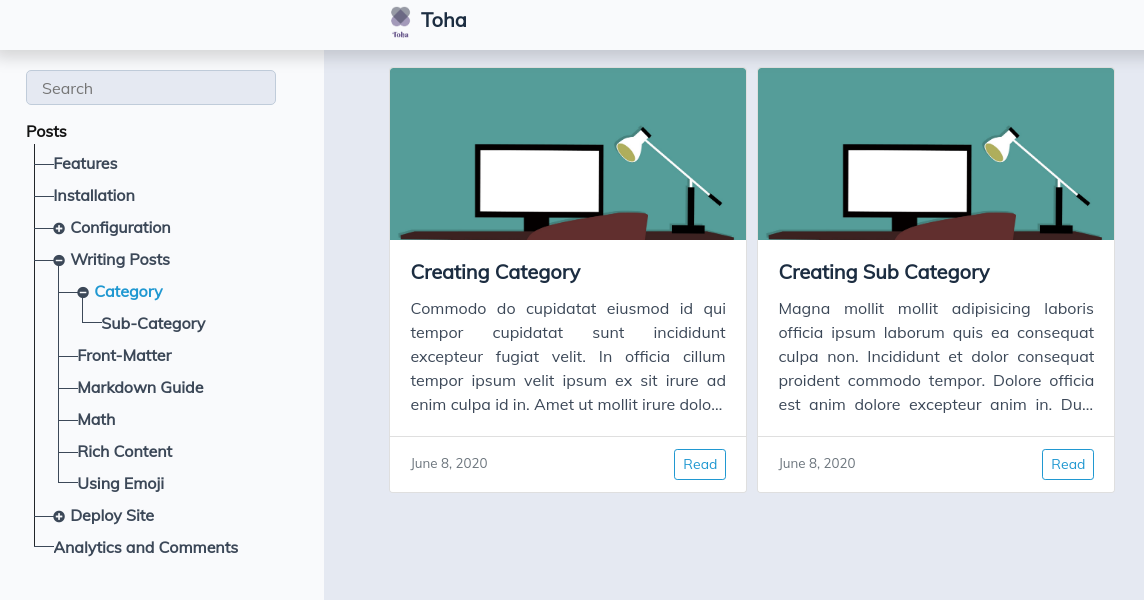 Toha
Toha
Search
Posts
Features
Installation
Configuration
Writing Posts
Category
Sub-Category
Front-Matter
Markdown Guide
Math
Rich Content
Using Emoji
Deploy Site
Analytics and Comments
Creating Category
Commodo do cupidatat eiusmod id qui
tempor cupidatat sunt incididunt
excepteur fugiat velit. In officia cillum
tempor ipsum velit ipsum ex sit irure ad
enim culpa id in. Amet ut mollit irure dolo...
June 8, 2020
Read
Creating Sub Category
Magna mollit mollit adipisicing laboris
officia ipsum laborum quis ea consequat
culpa non. Incididunt et dolor consequat
proident commodo tempor. Dolore officia
est anim dolore excepteur anim in. Du...
June 8, 2020
Read